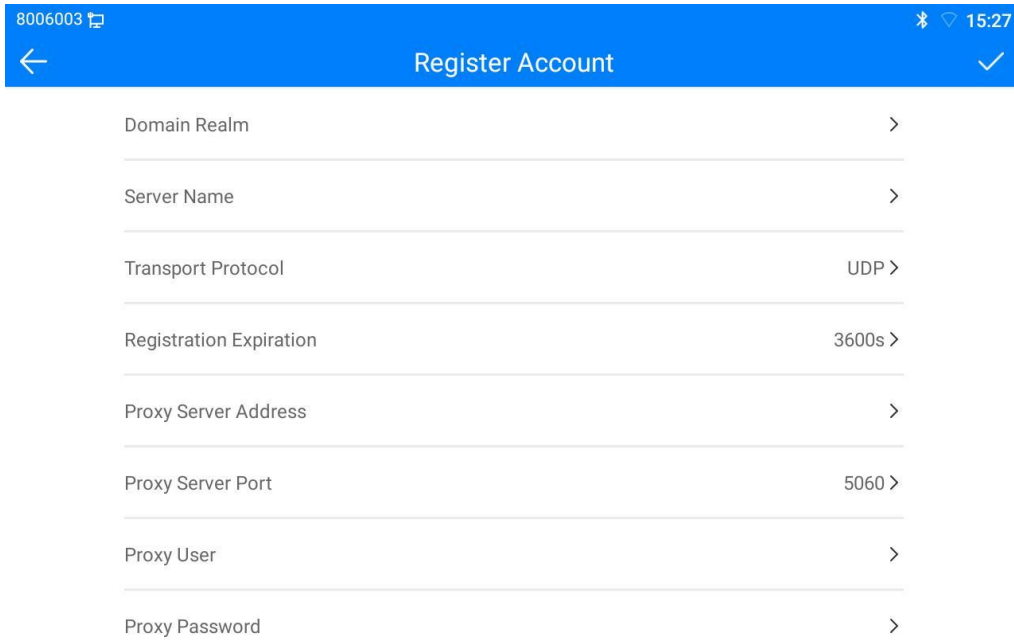 8006003 15:27
Register Account
Domain Realm
Server Name
Transport Protocol UDP
Registration Expiration 3600s
Proxy Server Address
Proxy Server Port 5060
Proxy User
Proxy Password